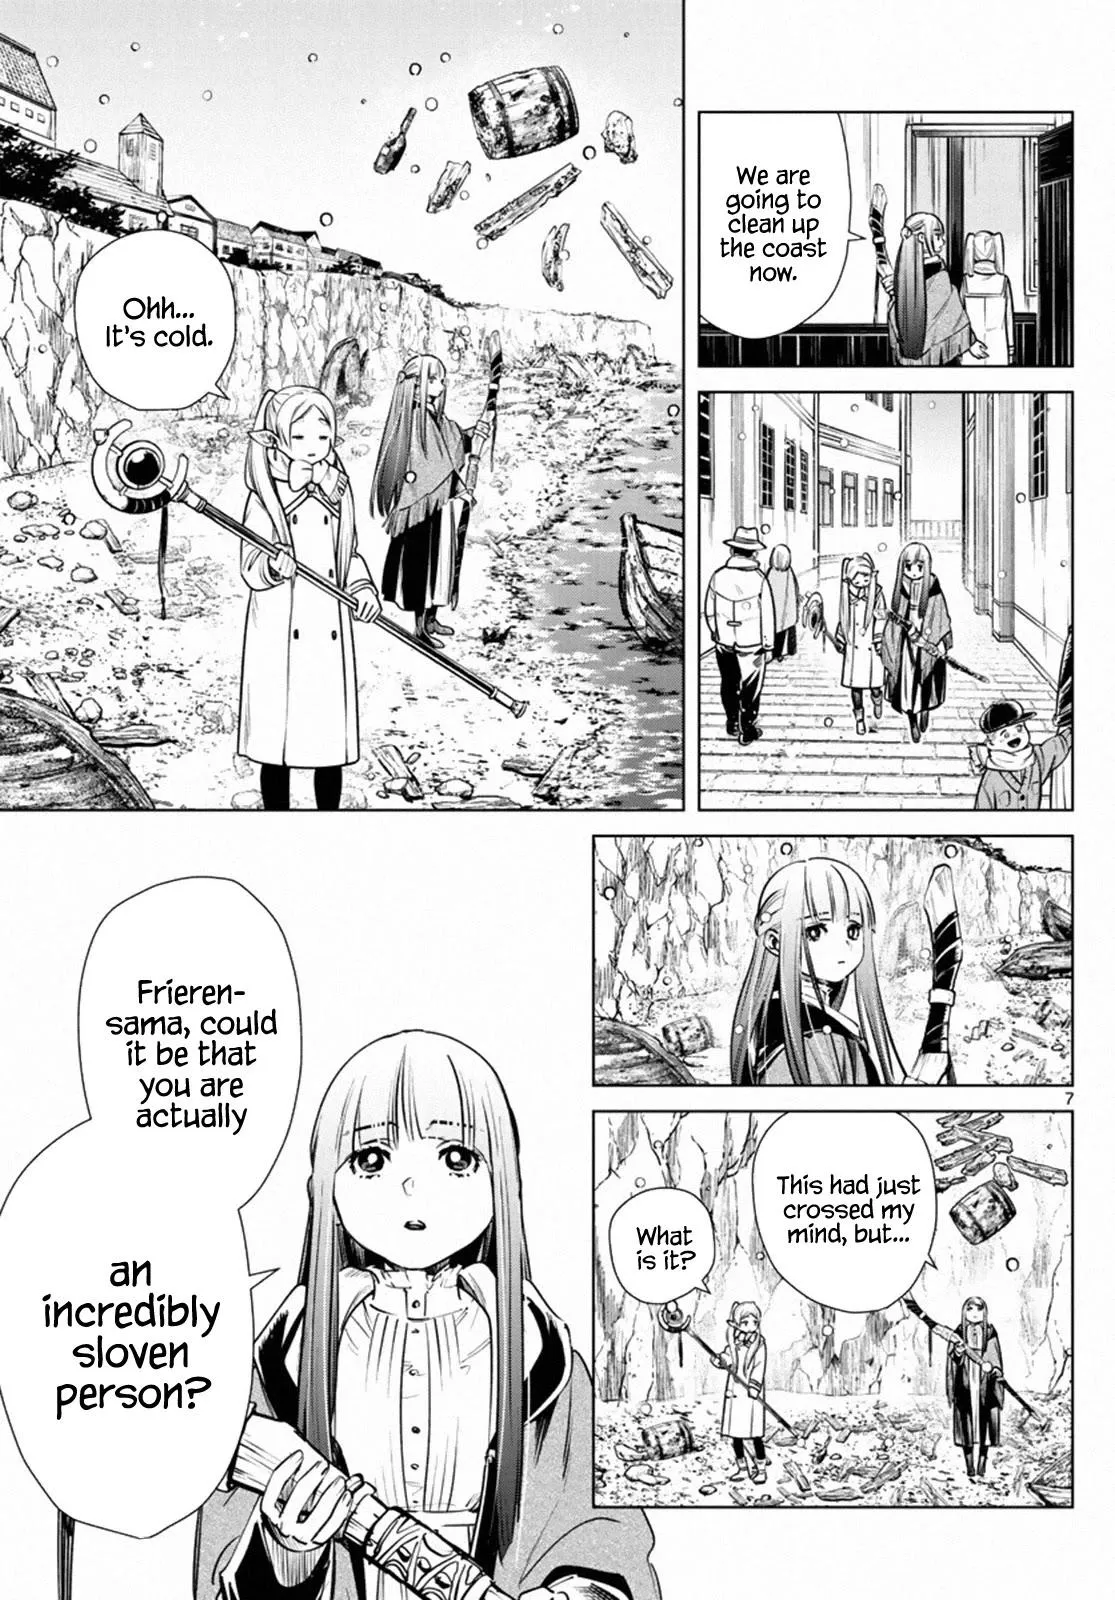 We are
going to
clean up
the coast
now.
Ohh...
It's cold.
7
This had just
crossed my
mind, but...
What
is it?
Frieren-
sama, could
it be that
you are
actually
an
incredibly
sloven
person?